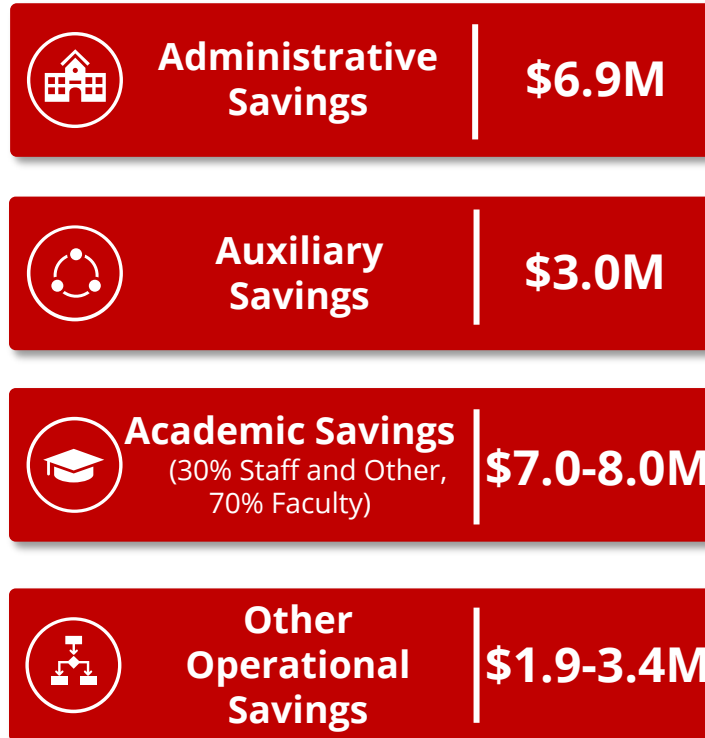 Administrative
Savings
$6.9M
Auxiliary
Savings
$3.0M
Academic Savings
(30% Staff and Other,
70% Faculty)
$7.0-8.0M
Other
Operational
Savings
$1.9-3.4M